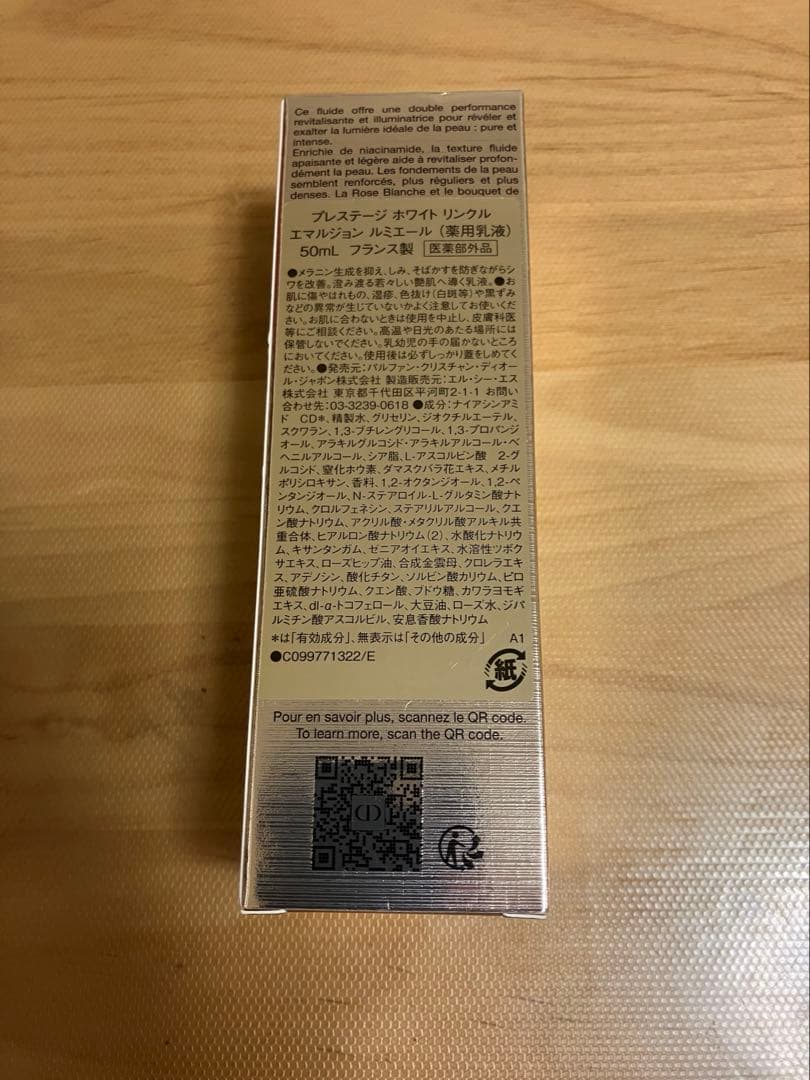 Ce fluide offre une double performance
revitalisante et illuminatrice pour révéler et
exalter la lumière idéale de la peau : pure et
intense.
Enrichie de niacinamide, la texture fluide
apaisante et légère aide à revitaliser profon-
dément la peau. Les fondements de la peau
semblent renforcés, plus réguliers et plus
denses. La Rose Blanche et le bouquet de
プレステージ ホワイト リンクル
エマルジョン ルミエール（薬用乳液）
50mL フランス製 医薬部外品
●メラニン生成を抑え、しみ、そばかすを防ぎながらシ
ワを改善。澄み渡る若々しい艶肌へ導く乳液。●お
肌に傷やはれもの、湿疹、色抜け(白斑等)や黒ずみ
などの異常が生じていないかよく注意してお使いくだ
さい。お肌に合わないときは使用を中止し、皮膚科医
等にご相談ください。高温や日光のあたる場所には
保管しないでください。乳幼児の手の届かないところ
においてください。使用後は必ずしっかり蓋をしめてく
ださい。●発売元：パルファン・クリスチャン・ディオー
ル・ジャポン株式会社 製造販売元：エル・シー・エス
株式会社 東京都千代田区平河町2-1-1 お問い
合わせ先：03-3239-0618 ●成分：ナイアシンアミ
ド CD*、精製水、グリセリン、ジオクチルエーテル、
スクワラン、1,3-ブチレングリコール、1,3-プロパンジ
オール、アラキルグルコシド・アラキルアルコール・ベ
ヘニルアルコール、シア脂、L-アスコルビン酸 2-グ
ルコシド、窒化ホウ素、ダマスクバラ花エキス、メチル
ポリシロキサン、香料、1,2-オクタンジオール、1,2-ペ
ンタンジオール、N-ステアロイル-L-グルタミン酸ナト
リウム、クロルフェネシン、ステアリルアルコール、クエ
ン酸ナトリウム、アクリル酸・メタクリル酸アルキル共
重合体、ヒアルロン酸ナトリウム(2)、水酸化ナトリウ
ム、キサンタンガム、ゼニアオイエキス、水溶性ツボク
サエキス、ローズヒップ油、合成金雲母、クロレラエキ
ス、アデノシン、酸化チタン、ソルビン酸カリウム、ピロ
亜硫酸ナトリウム、クエン酸、ブドウ糖、カワラヨモギ
エキス、dl-α-トコフェロール、大豆油、ローズ水、ジパ
ルミチン酸アスコルビル、安息香酸ナトリウム
*は「有効成分」、無表示は「その他の成分」 A1
●C099771322/E
紙
Pour en savoir plus, scannez le QR code.
To learn more, scan the QR code.
CD